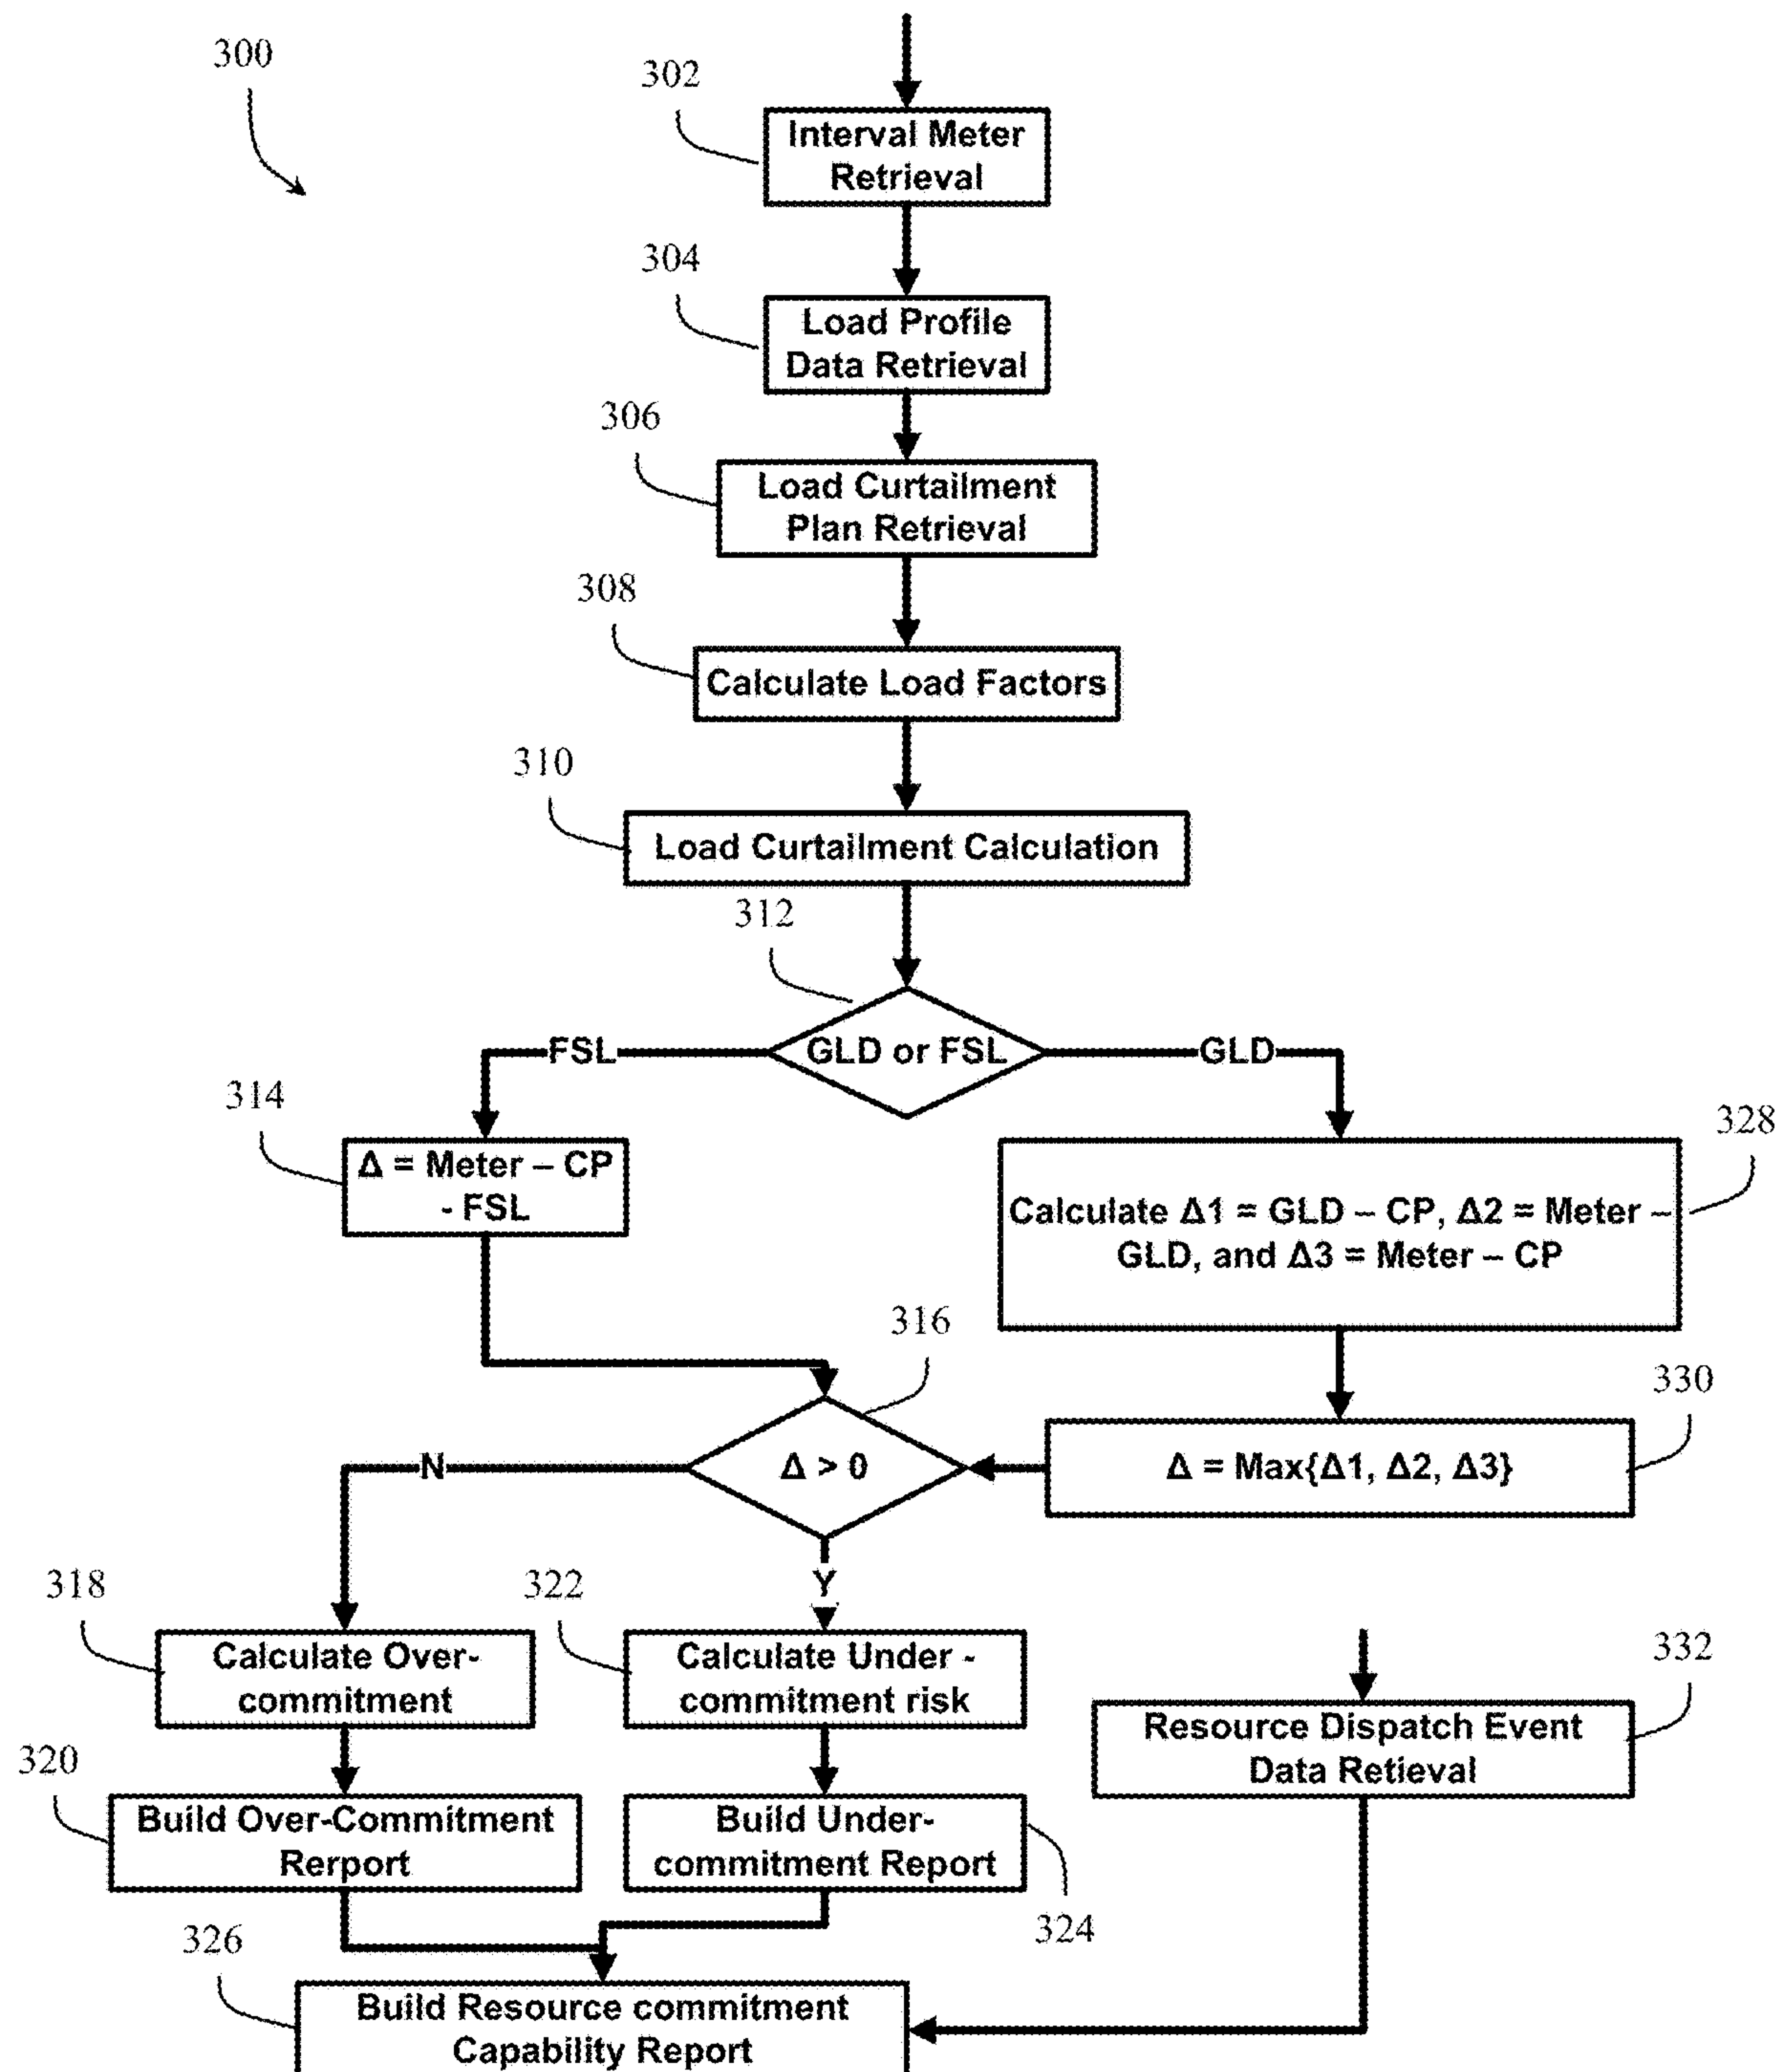 300
302
Interval Meter
Retrieval
304
Load Profile
Data Retrieval
306
Load Curtailment
Plan Retrieval
308
Calculate Load Factors
310
Load Curtailment Calculation
312
FSL
GLD or FSL
GLD
314
Δ = Meter – CP
- FSL
328
Calculate Δ1 = GLD – CP, Δ2 = Meter –
GLD, and Δ3 = Meter – CP
316
330
N
Δ > 0
Δ = Max{Δ1, Δ2, Δ3}
Y
318
Calculate Over-
commitment
322
Calculate Under -
commitment risk
332
Resource Dispatch Event
Data Retieval
320
Build Over-Commitment
Rerport
Build Under-
commitment Report
324
326
Build Resource commitment
Capability Report